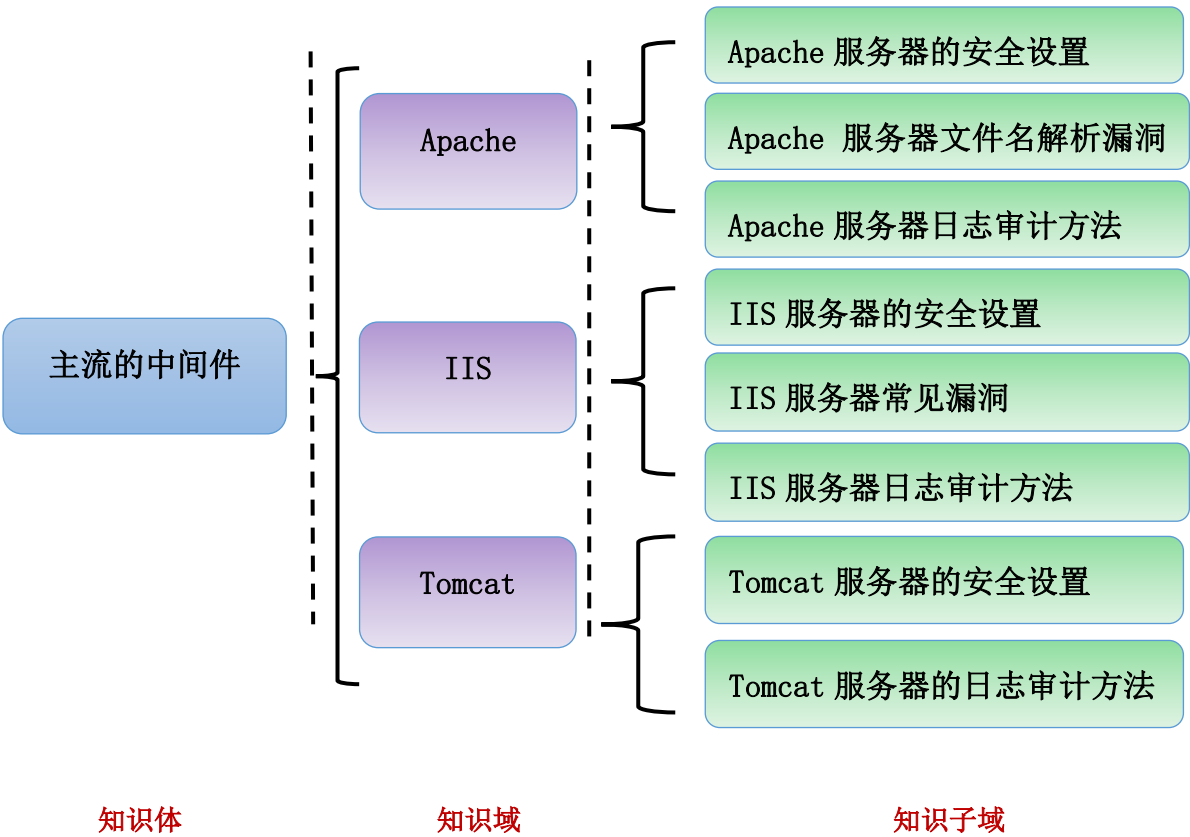 主流的中间件
Apache
IIS
Tomcat
Apache 服务器的安全设置
Apache 服务器文件名解析漏洞
Apache 服务器日志审计方法
IIS 服务器的安全设置
IIS 服务器常见漏洞
IIS 服务器日志审计方法
Tomcat 服务器的安全设置
Tomcat 服务器的日志审计方法
知识体
知识域
知识子域